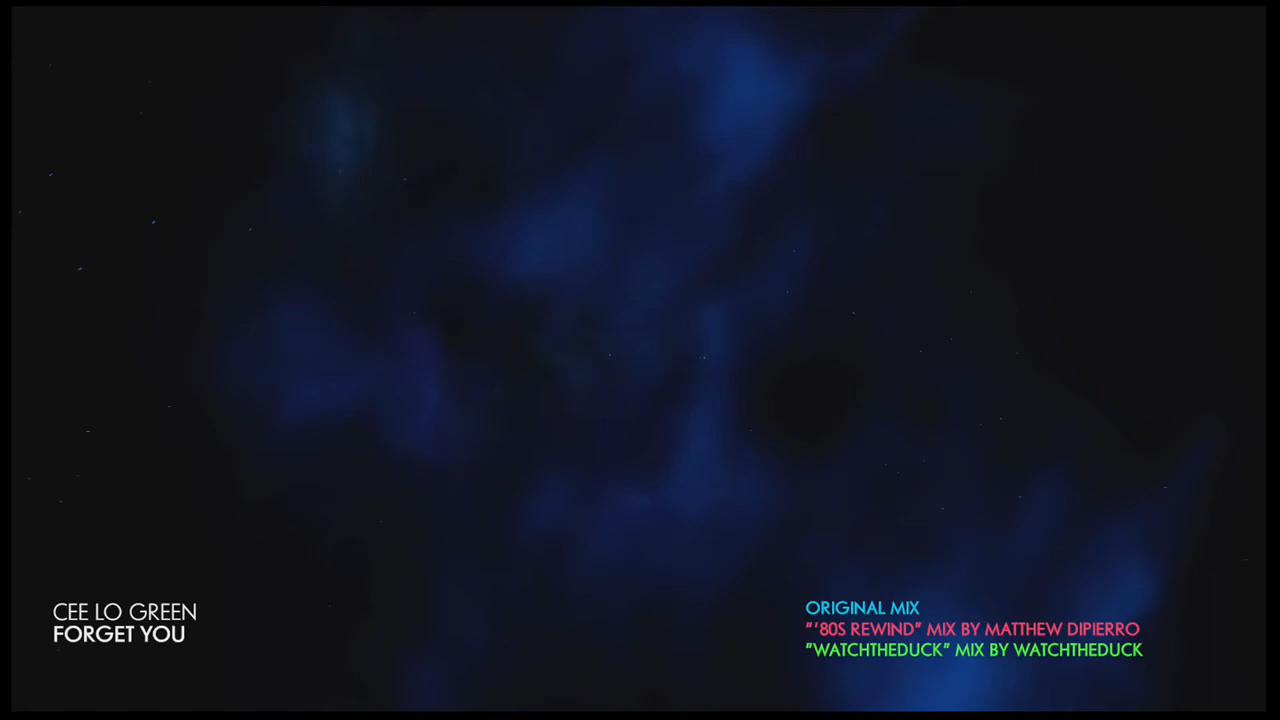 CEE LO GREEN
FORGET YOU
ORIGINAL MIX
"'80S REWIND" MIX BY MATTHEW DIPIERRO
"WATCHTHEDUCK" MIX BY WATCHTHEDUCK